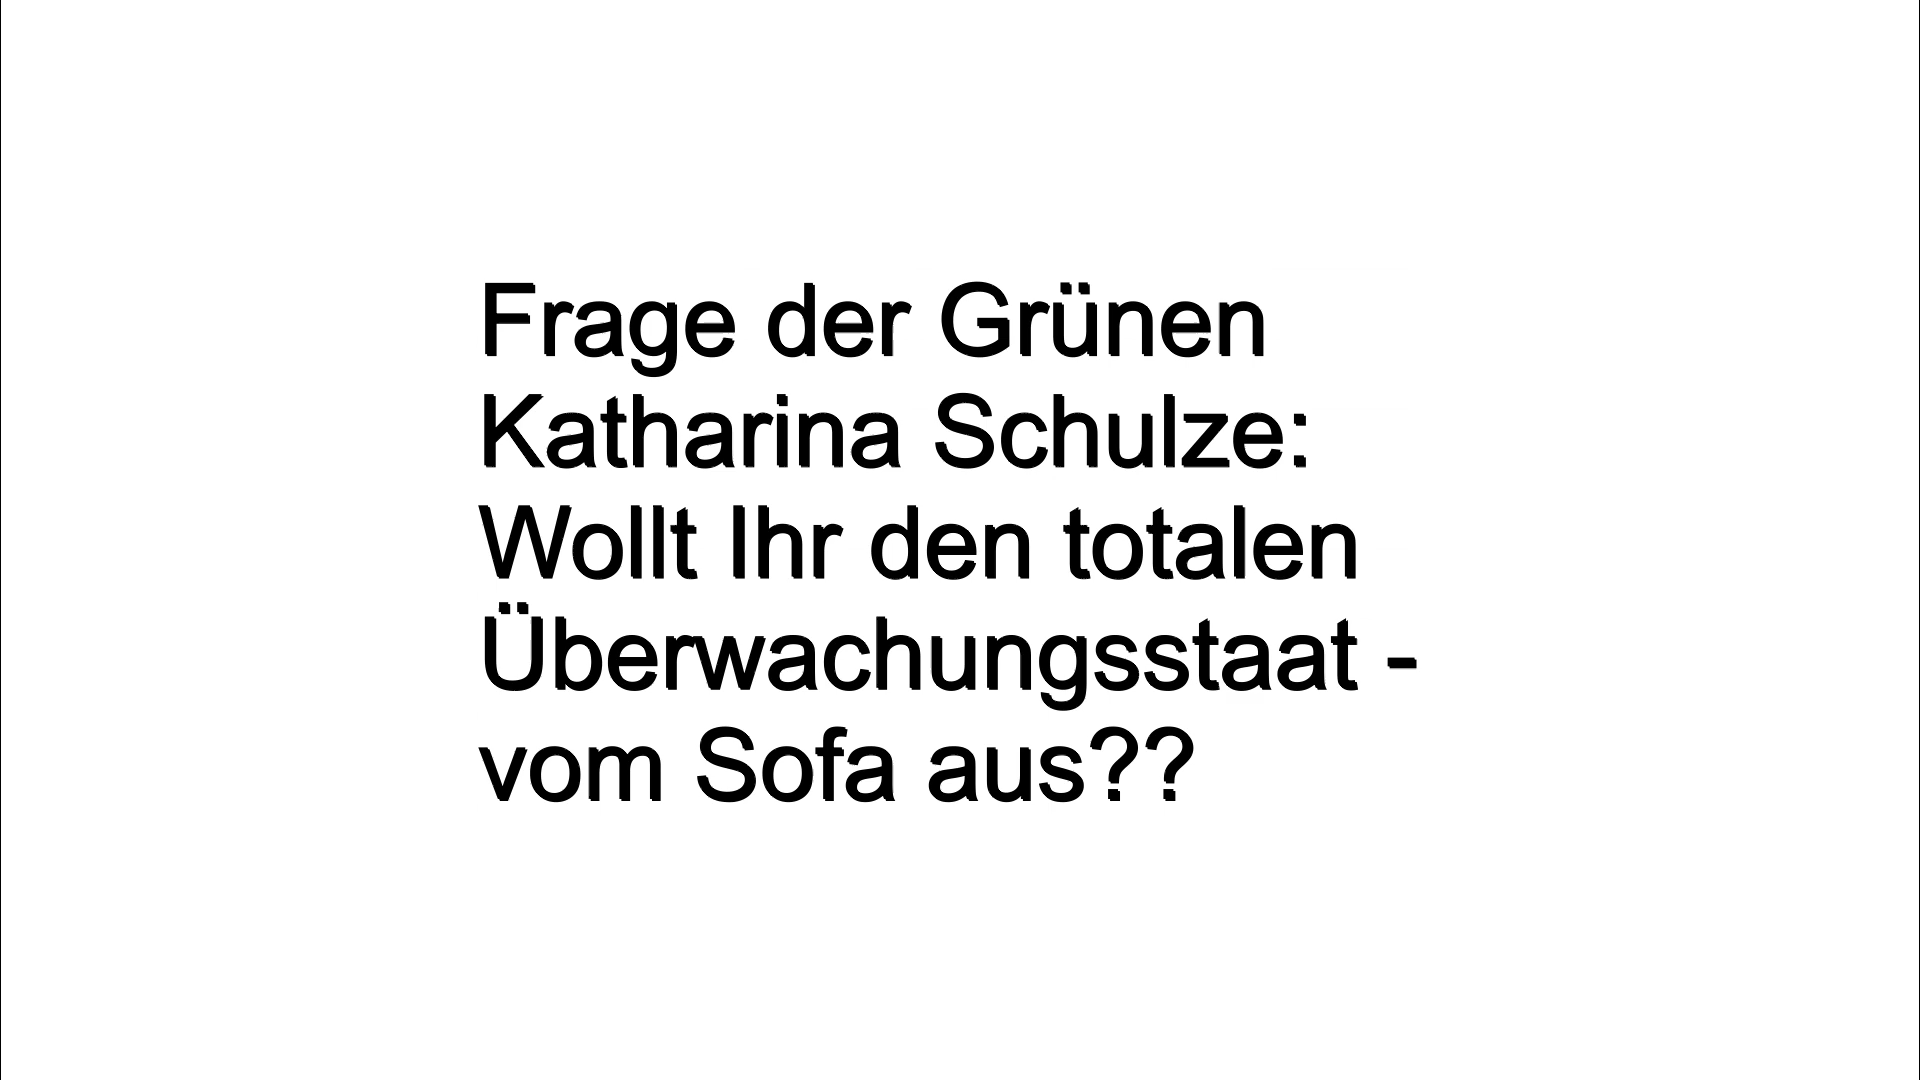 Frage der Grünen
Katharina Schulze:
Wollt Ihr den totalen
Überwachungsstaat -
vom Sofa aus??